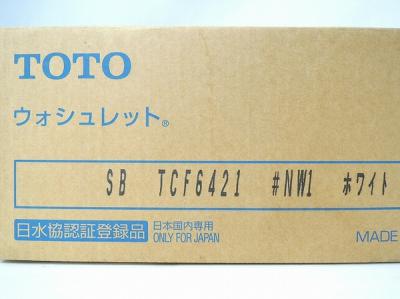 TOTO
ウォシュレット®
SB TCF6421 #NW1 ホワイト
日水協認証登録品 日本国内専用 ONLY FOR JAPAN
MADE